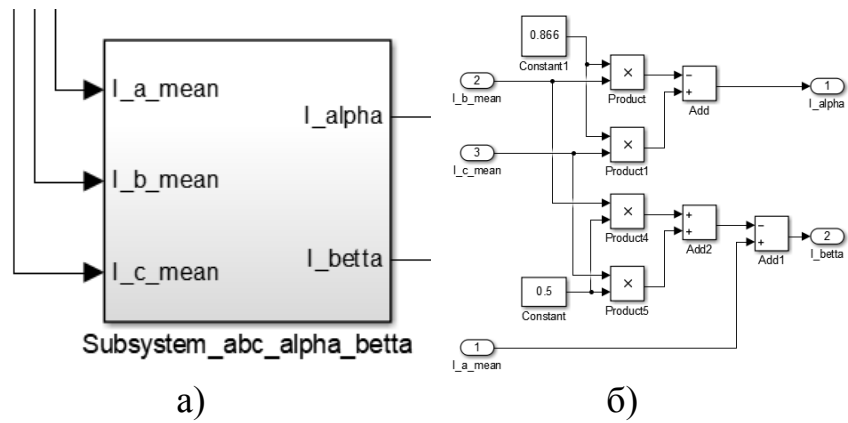 I_a_mean
I_alpha
I_b_mean
I_betta
I_c_mean
Subsystem_abc_alpha_betta
а)
0.866
Constant1
2
I_b_mean
×
Product
−
+
Add
1
I_alpha
3
I_c_mean
×
Product1
×
Product4
+
+
Add2
−
+
Add1
2
I_betta
0.5
Constant
×
Product5
1
I_a_mean
б)